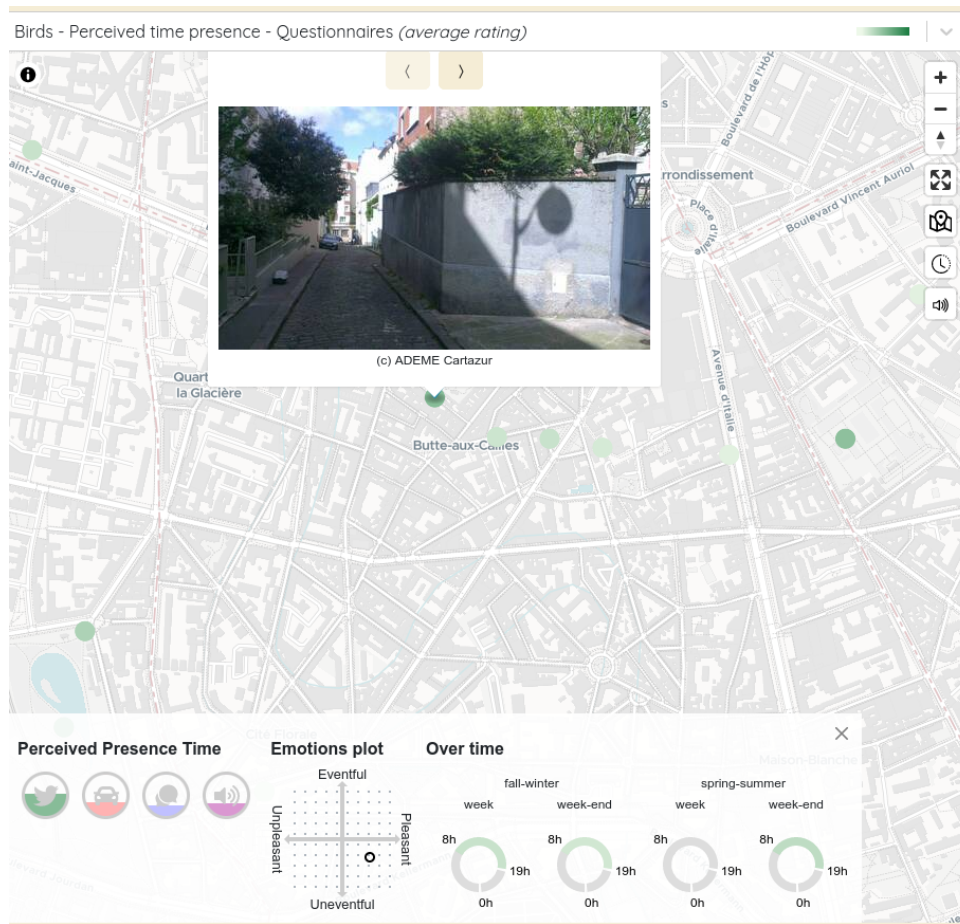 Birds - Perceived time presence - Questionnaires (average rating)
aint-Jacques
Boulevard de l'Hôp
rrondissement
Boulevard Vincent Auriol
Place d'Italie
(c) ADEME Cartazur
Quart
la Glacière
Avenue d'Italie
Butte-aux-Cailles
Cité Florale
Maison-Blanche
Perceived Presence Time
Emotions plot
Over time
Eventful
Unpleasant
Pleasant
Uneventful
fall-winter
spring-summer
week
week-end
week
week-end
8h
19h
0h
8h
19h
0h
8h
19h
0h
8h
19h
0h